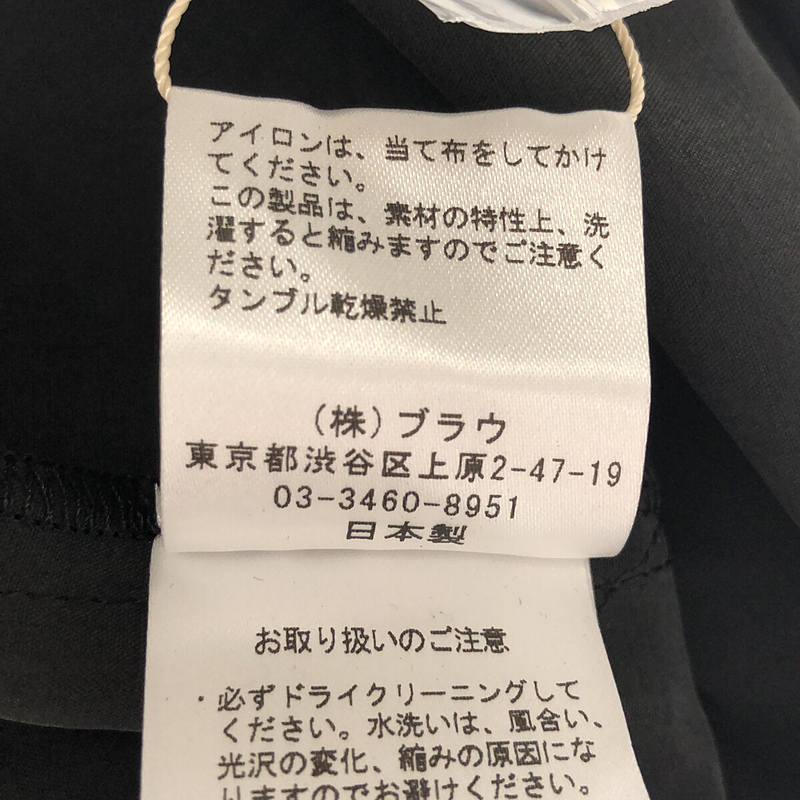 アイロンは、当て布をしてかけ
てください。
この製品は、素材の特性上、洗
濯すると縮みますのでご注意く
ださい。
タンブル乾燥禁止
(株)ブラウ
東京都渋谷区上原2-47-19
03-3460-8951
日本製
お取り扱いのご注意
・必ずドライクリーニングして
ください。水洗いは、風合い、
光沢の変化、縮みの原因にな
りますのでお避けください。